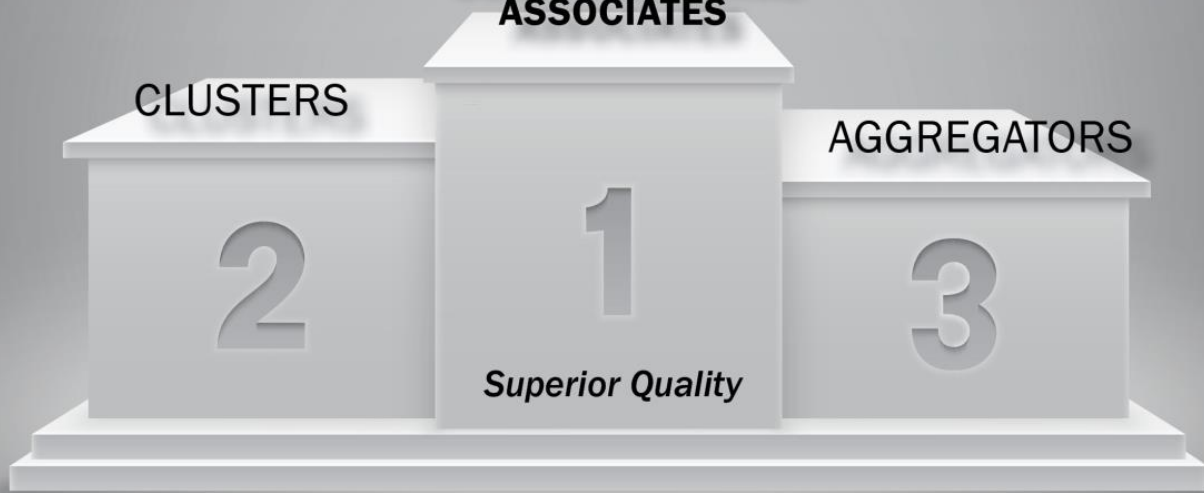 ASSOCIATES
CLUSTERS
AGGREGATORS
2
1
3
Superior Quality